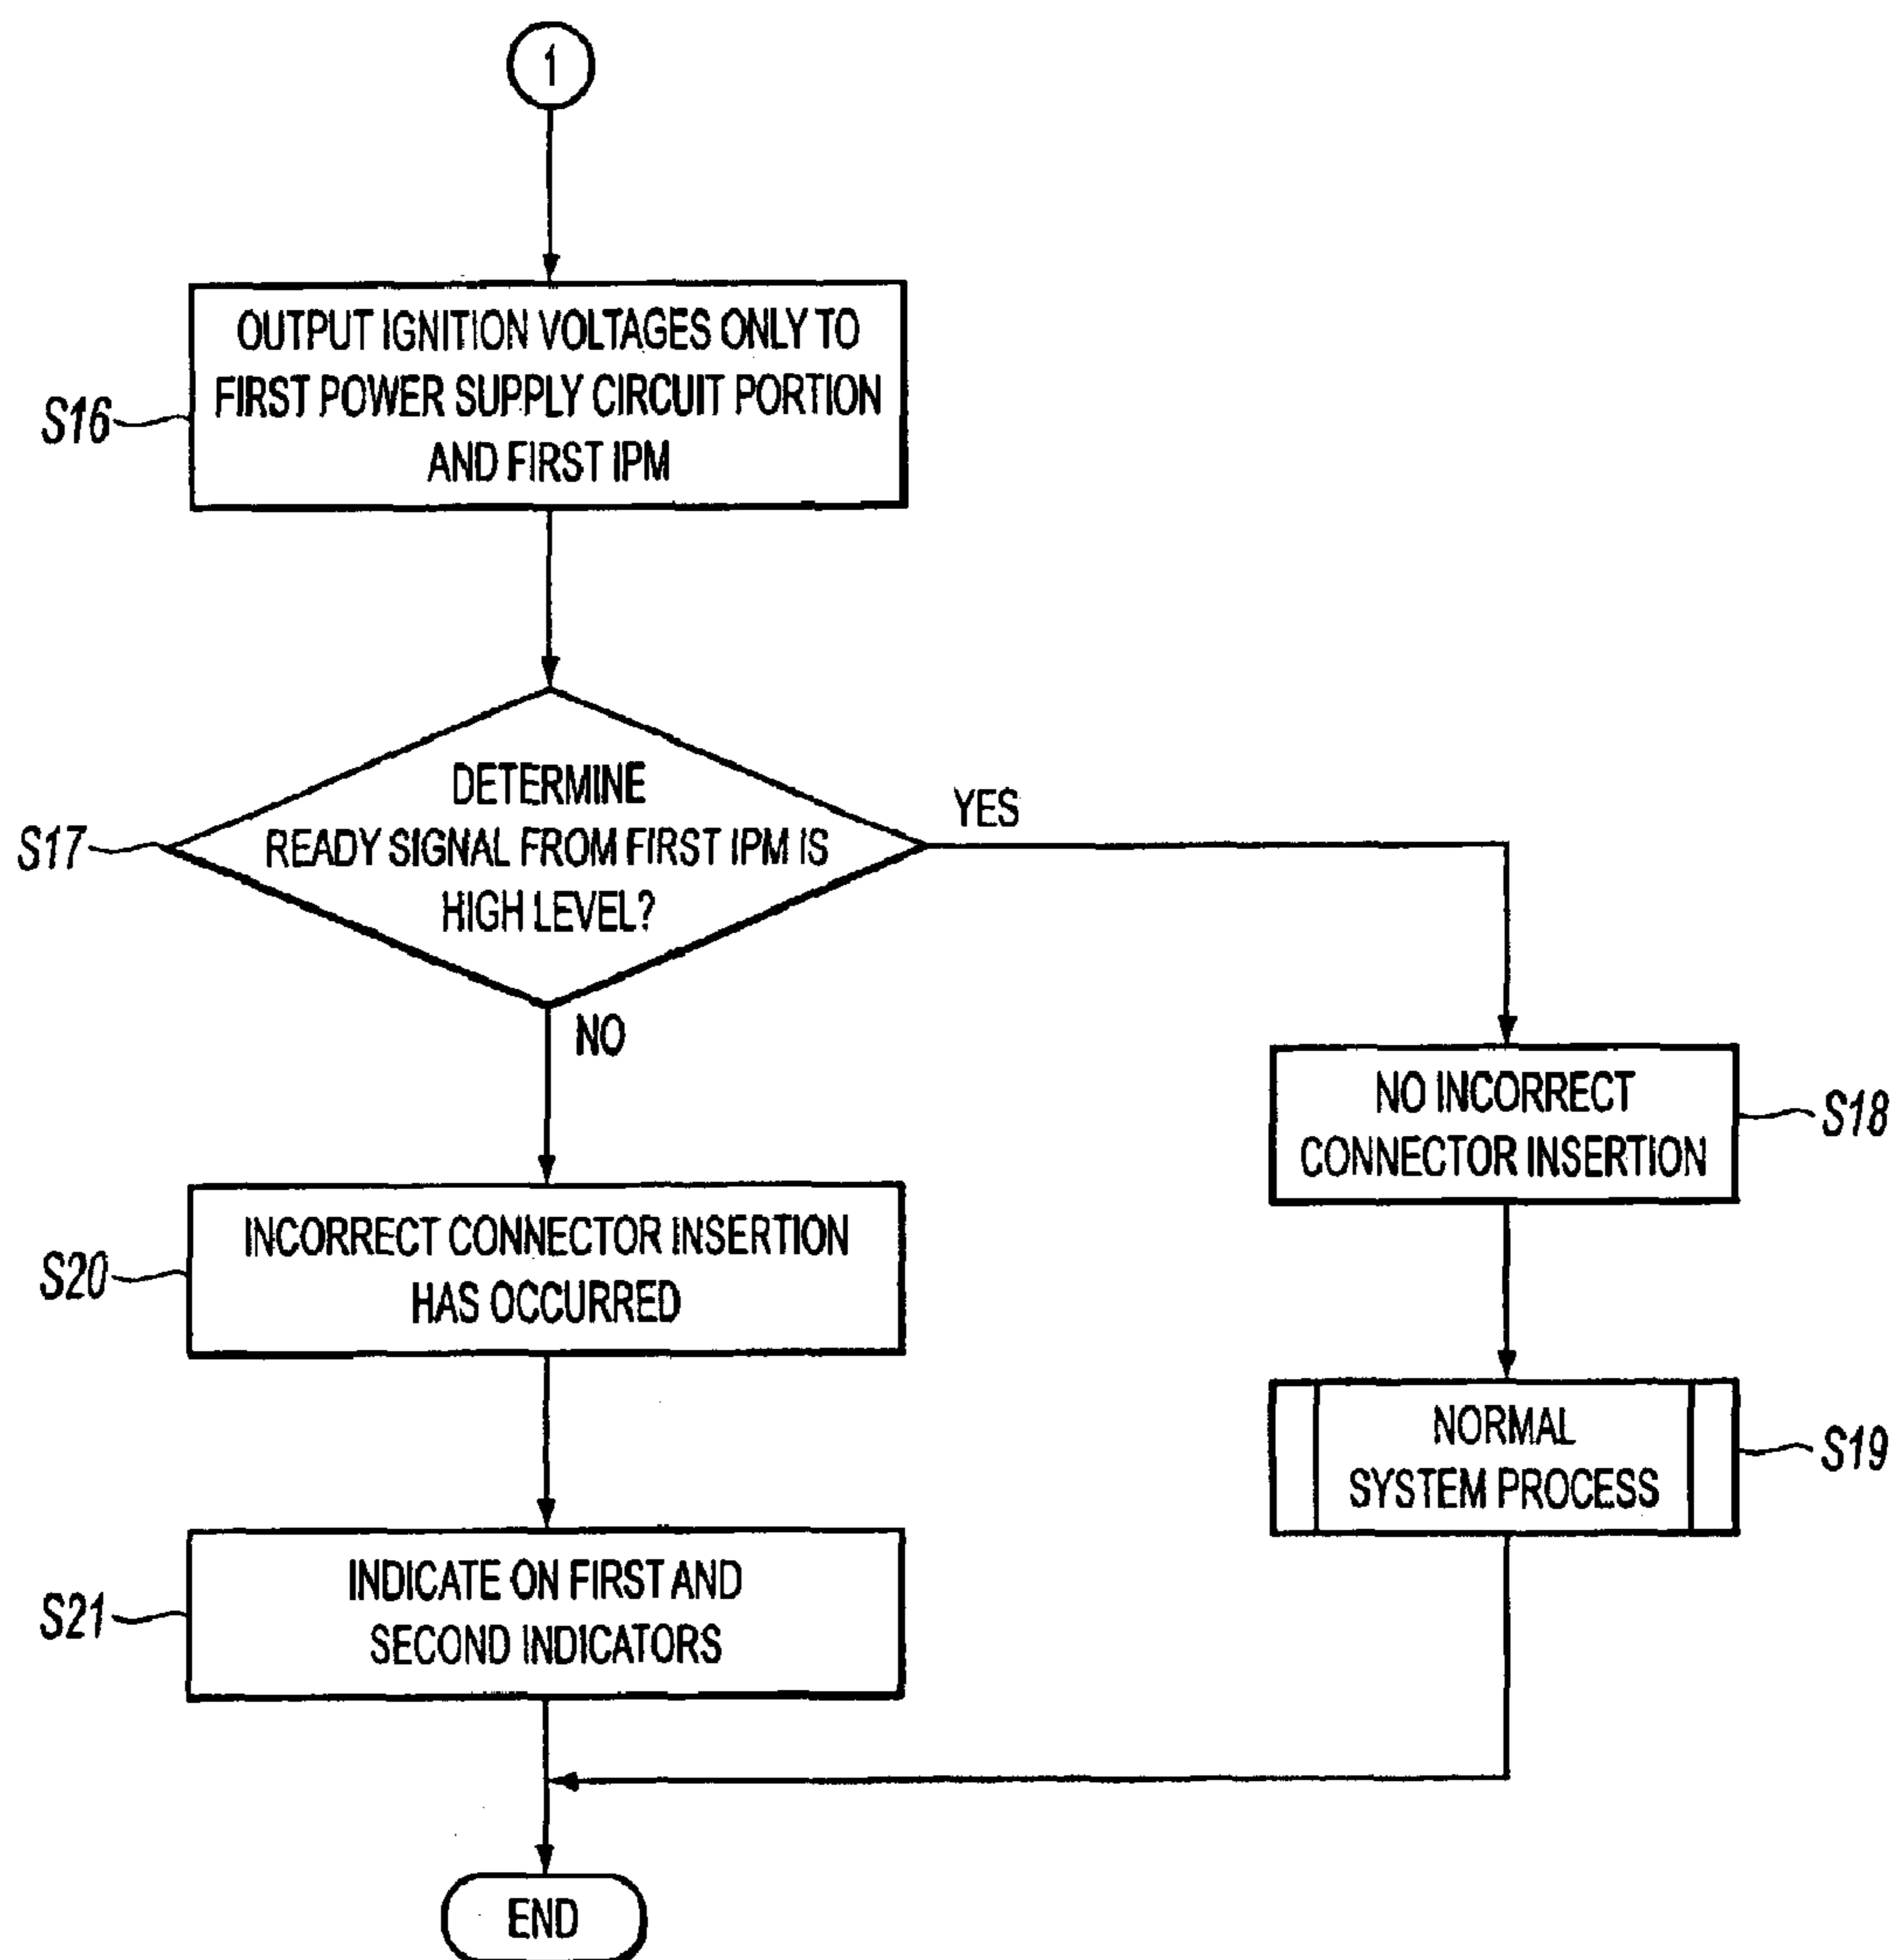 1
OUTPUT IGNITION VOLTAGES ONLY TO
FIRST POWER SUPPLY CIRCUIT PORTION
AND FIRST IPM
S16
DETERMINE
READY SIGNAL FROM FIRST IPM IS
HIGH LEVEL?
S17
YES
NO
NO INCORRECT
CONNECTOR INSERTION
S18
NORMAL
SYSTEM PROCESS
S19
INCORRECT CONNECTOR INSERTION
HAS OCCURRED
S20
INDICATE ON FIRST AND
SECOND INDICATORS
S21
END